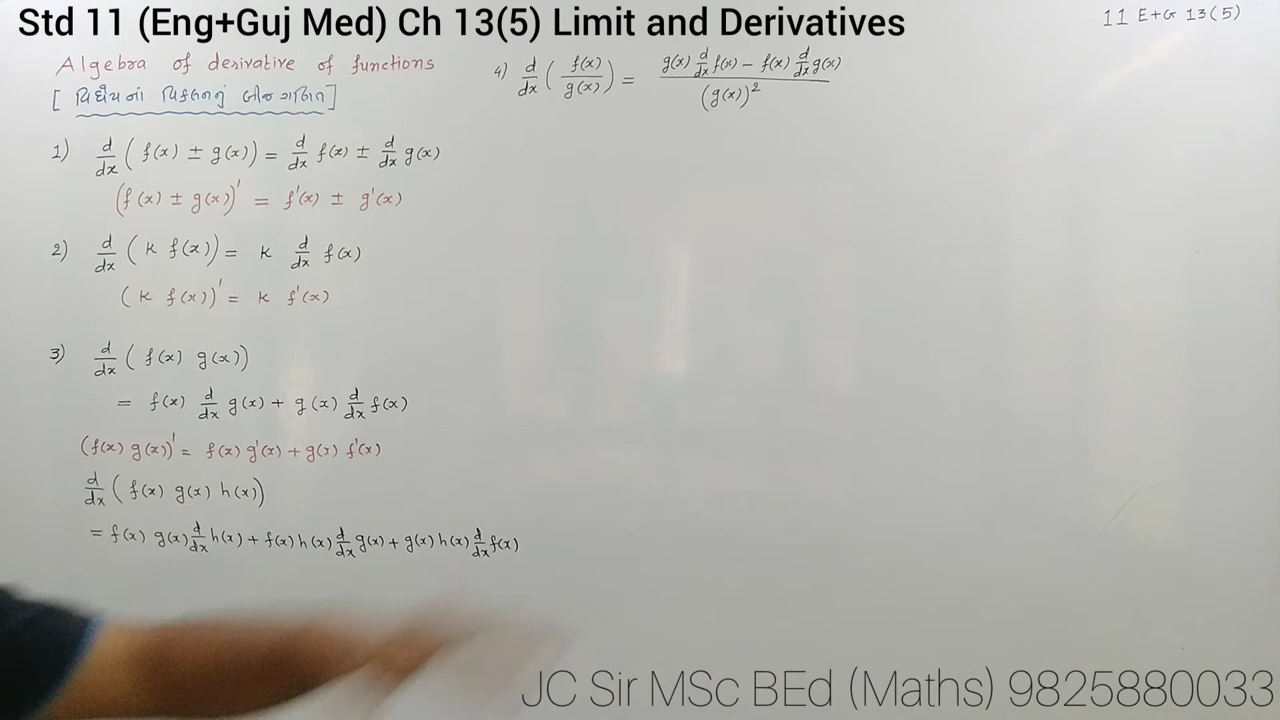 Std 11 (Eng+Guj Med) Ch 13(5) Limit and Derivatives
11 E+G 13(5)
Algebra of derivative of functions
[ વિધેયનાં વિકલનનું બીજ ગણિત ]
1) d/dx ( f(x) ± g(x) ) = d/dx f(x) ± d/dx g(x)
(f(x) ± g(x))' = f'(x) ± g'(x)
2) d/dx ( k f(x) ) = k d/dx f(x)
( k f(x) )' = k f'(x)
3) d/dx ( f(x) g(x) )
= f(x) d/dx g(x) + g(x) d/dx f(x)
(f(x) g(x))' = f(x) g'(x) + g(x) f'(x)
d/dx ( f(x) g(x) h(x) )
= f(x) g(x) d/dx h(x) + f(x) h(x) d/dx g(x) + g(x) h(x) d/dx f(x)
4) d/dx ( f(x)/g(x) ) = (g(x) d/dx f(x) - f(x) d/dx g(x))/(g(x))²
JC Sir MSc BEd (Maths) 9825880033